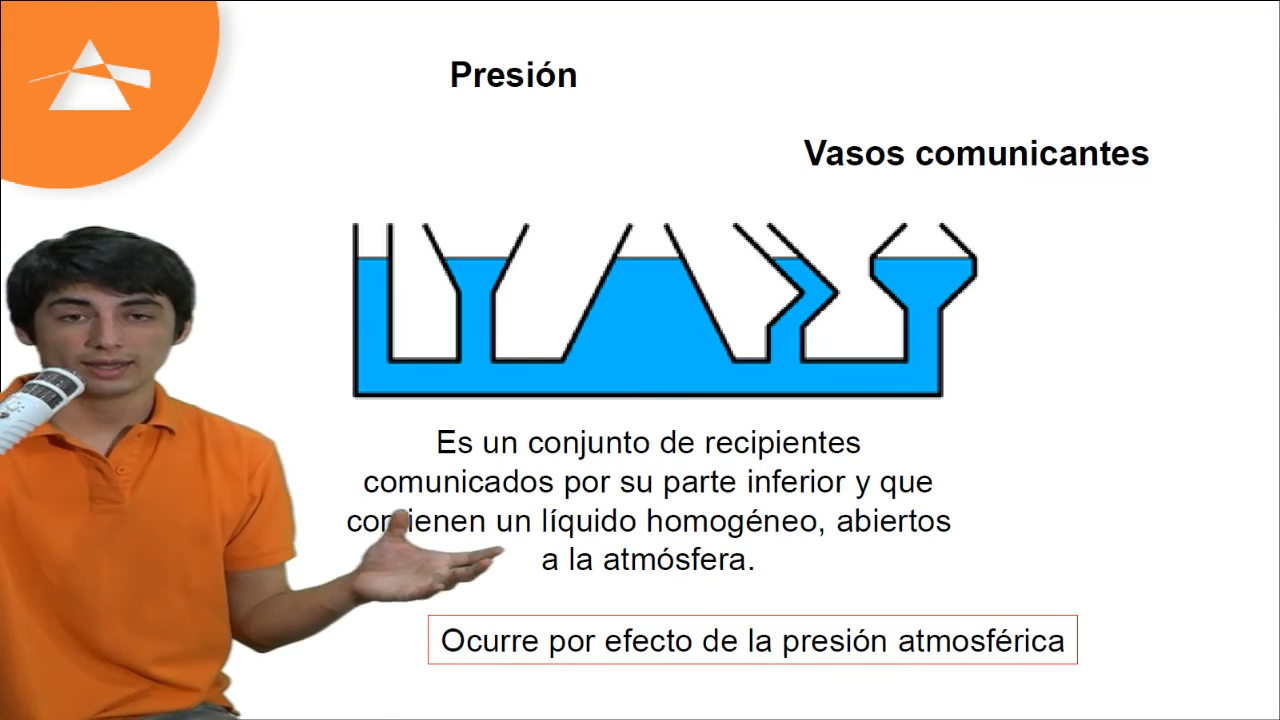 Presión
Vasos comunicantes
Es un conjunto de recipientes
comunicados por su parte inferior y que
contienen un líquido homogéneo, abiertos
a la atmósfera.
Ocurre por efecto de la presión atmosférica